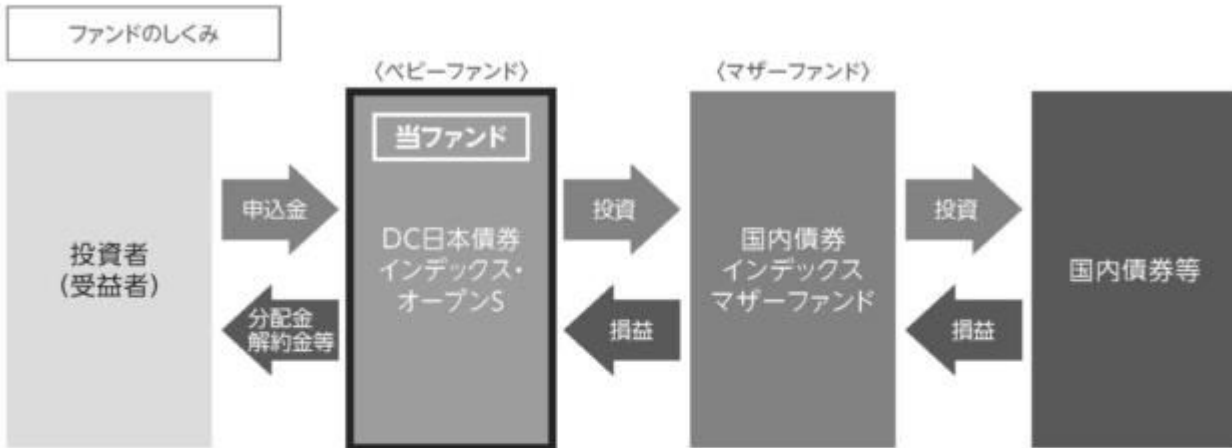 ファンドのしくみ
〈ベビーファンド〉
〈マザーファンド〉
投資者
(受益者)
申込金
分配金
解約金等
当ファンド
DC日本債券
インデックス・
オープンS
投資
損益
国内債券
インデックス
マザーファンド
投資
損益
国内債券等